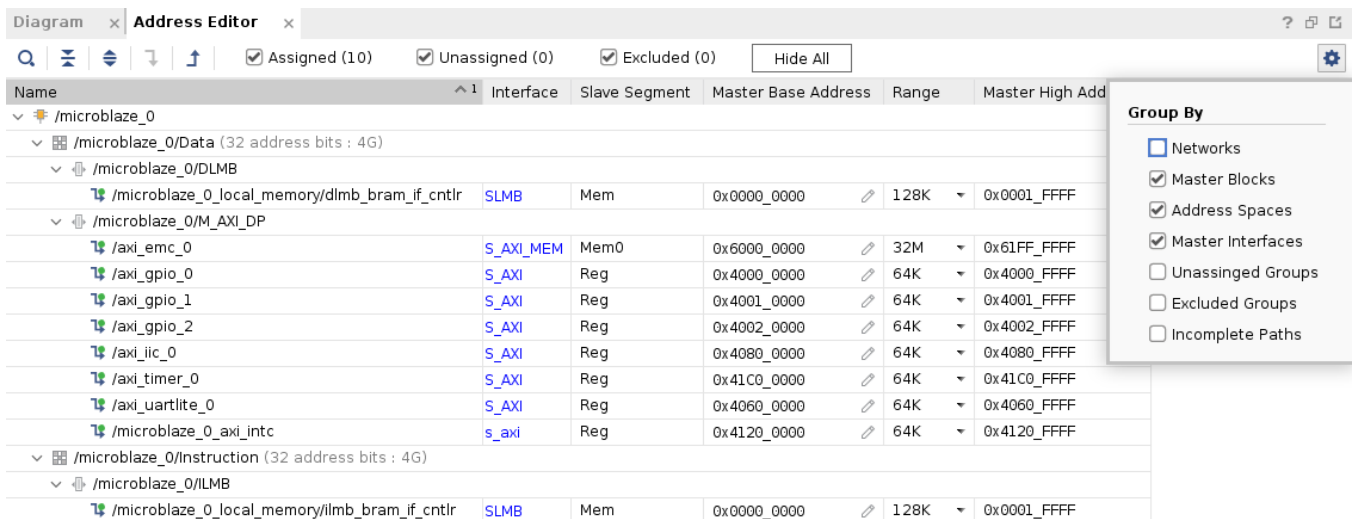 Diagram × Address Editor ×
?
Assigned (10) Unassigned (0) Excluded (0) Hide All
Name ^ 1 Interface Slave Segment Master Base Address Range Master High Add
/microblaze_0
/microblaze_0/Data (32 address bits : 4G)
/microblaze_0/DLMB
/microblaze_0_local_memory/dlmb_bram_if_cntlr SLMB Mem 0x0000_0000 128K 0x0001_FFFF
/microblaze_0/M_AXI_DP
/axi_emc_0 S_AXI_MEM Mem0 0x6000_0000 32M 0x61FF_FFFF
/axi_gpio_0 S_AXI Reg 0x4000_0000 64K 0x4000_FFFF
/axi_gpio_1 S_AXI Reg 0x4001_0000 64K 0x4001_FFFF
/axi_gpio_2 S_AXI Reg 0x4002_0000 64K 0x4002_FFFF
/axi_iic_0 S_AXI Reg 0x4080_0000 64K 0x4080_FFFF
/axi_timer_0 S_AXI Reg 0x41C0_0000 64K 0x41C0_FFFF
/axi_uartlite_0 S_AXI Reg 0x4060_0000 64K 0x4060_FFFF
/microblaze_0_axi_intc s_axi Reg 0x4120_0000 64K 0x4120_FFFF
/microblaze_0/Instruction (32 address bits : 4G)
/microblaze_0/ILMB
/microblaze_0_local_memory/ilmb_bram_if_cntlr SLMB Mem 0x0000_0000 128K 0x0001_FFFF
Group By
Networks
Master Blocks
Address Spaces
Master Interfaces
Unassinged Groups
Excluded Groups
Incomplete Paths